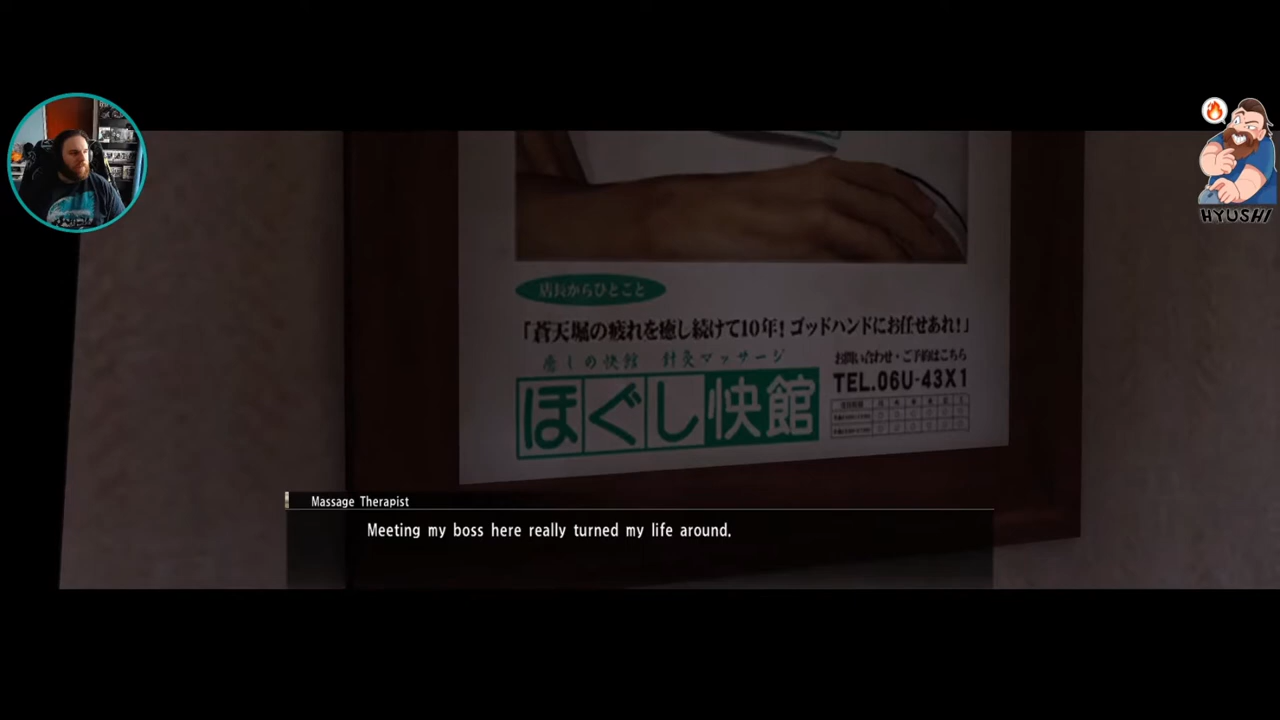 HYUSHI
店長からひとこと
「蒼天堀の疲れを癒し続けて10年!ゴッドハンドにお任せあれ!」
癒しの快館 針灸マッサージ
ほぐし快館
お問い合わせ・ご予約はこちら
TEL.06U-43X1
Massage Therapist
Meeting my boss here really turned my life around.